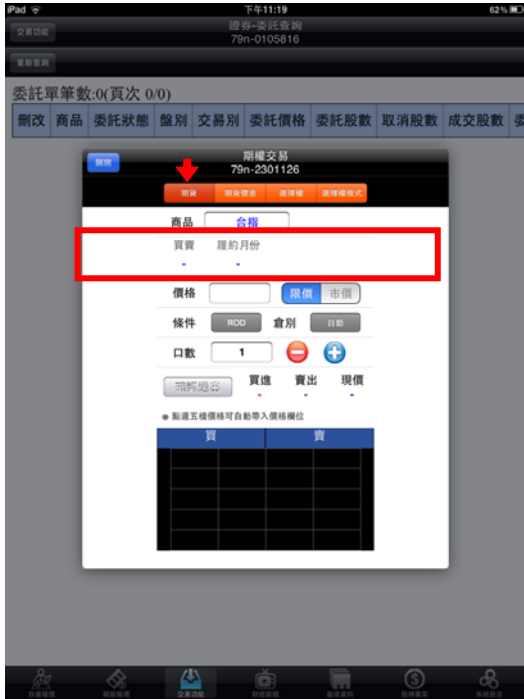 iPad 下午11:19 62%
交易功能 證券-委託查詢
79n-0105816
重新查詢
委託單筆數:0(頁次 0/0)
刪改 商品 委託狀態 盤別 交易別 委託價格 委託股數 取消股數 成交股數 委
關閉 期權交易
79n-2301126
期貨 期貨價差 選擇權 選擇權複式
商品 台指
買賣 履約月份
- -
價格 限價 市價
條件 ROD 倉別 自動
口數 1
買進 賣出 現價
- - -
※ 點選五檔價格可自動帶入價格欄位
買 賣
交易功能